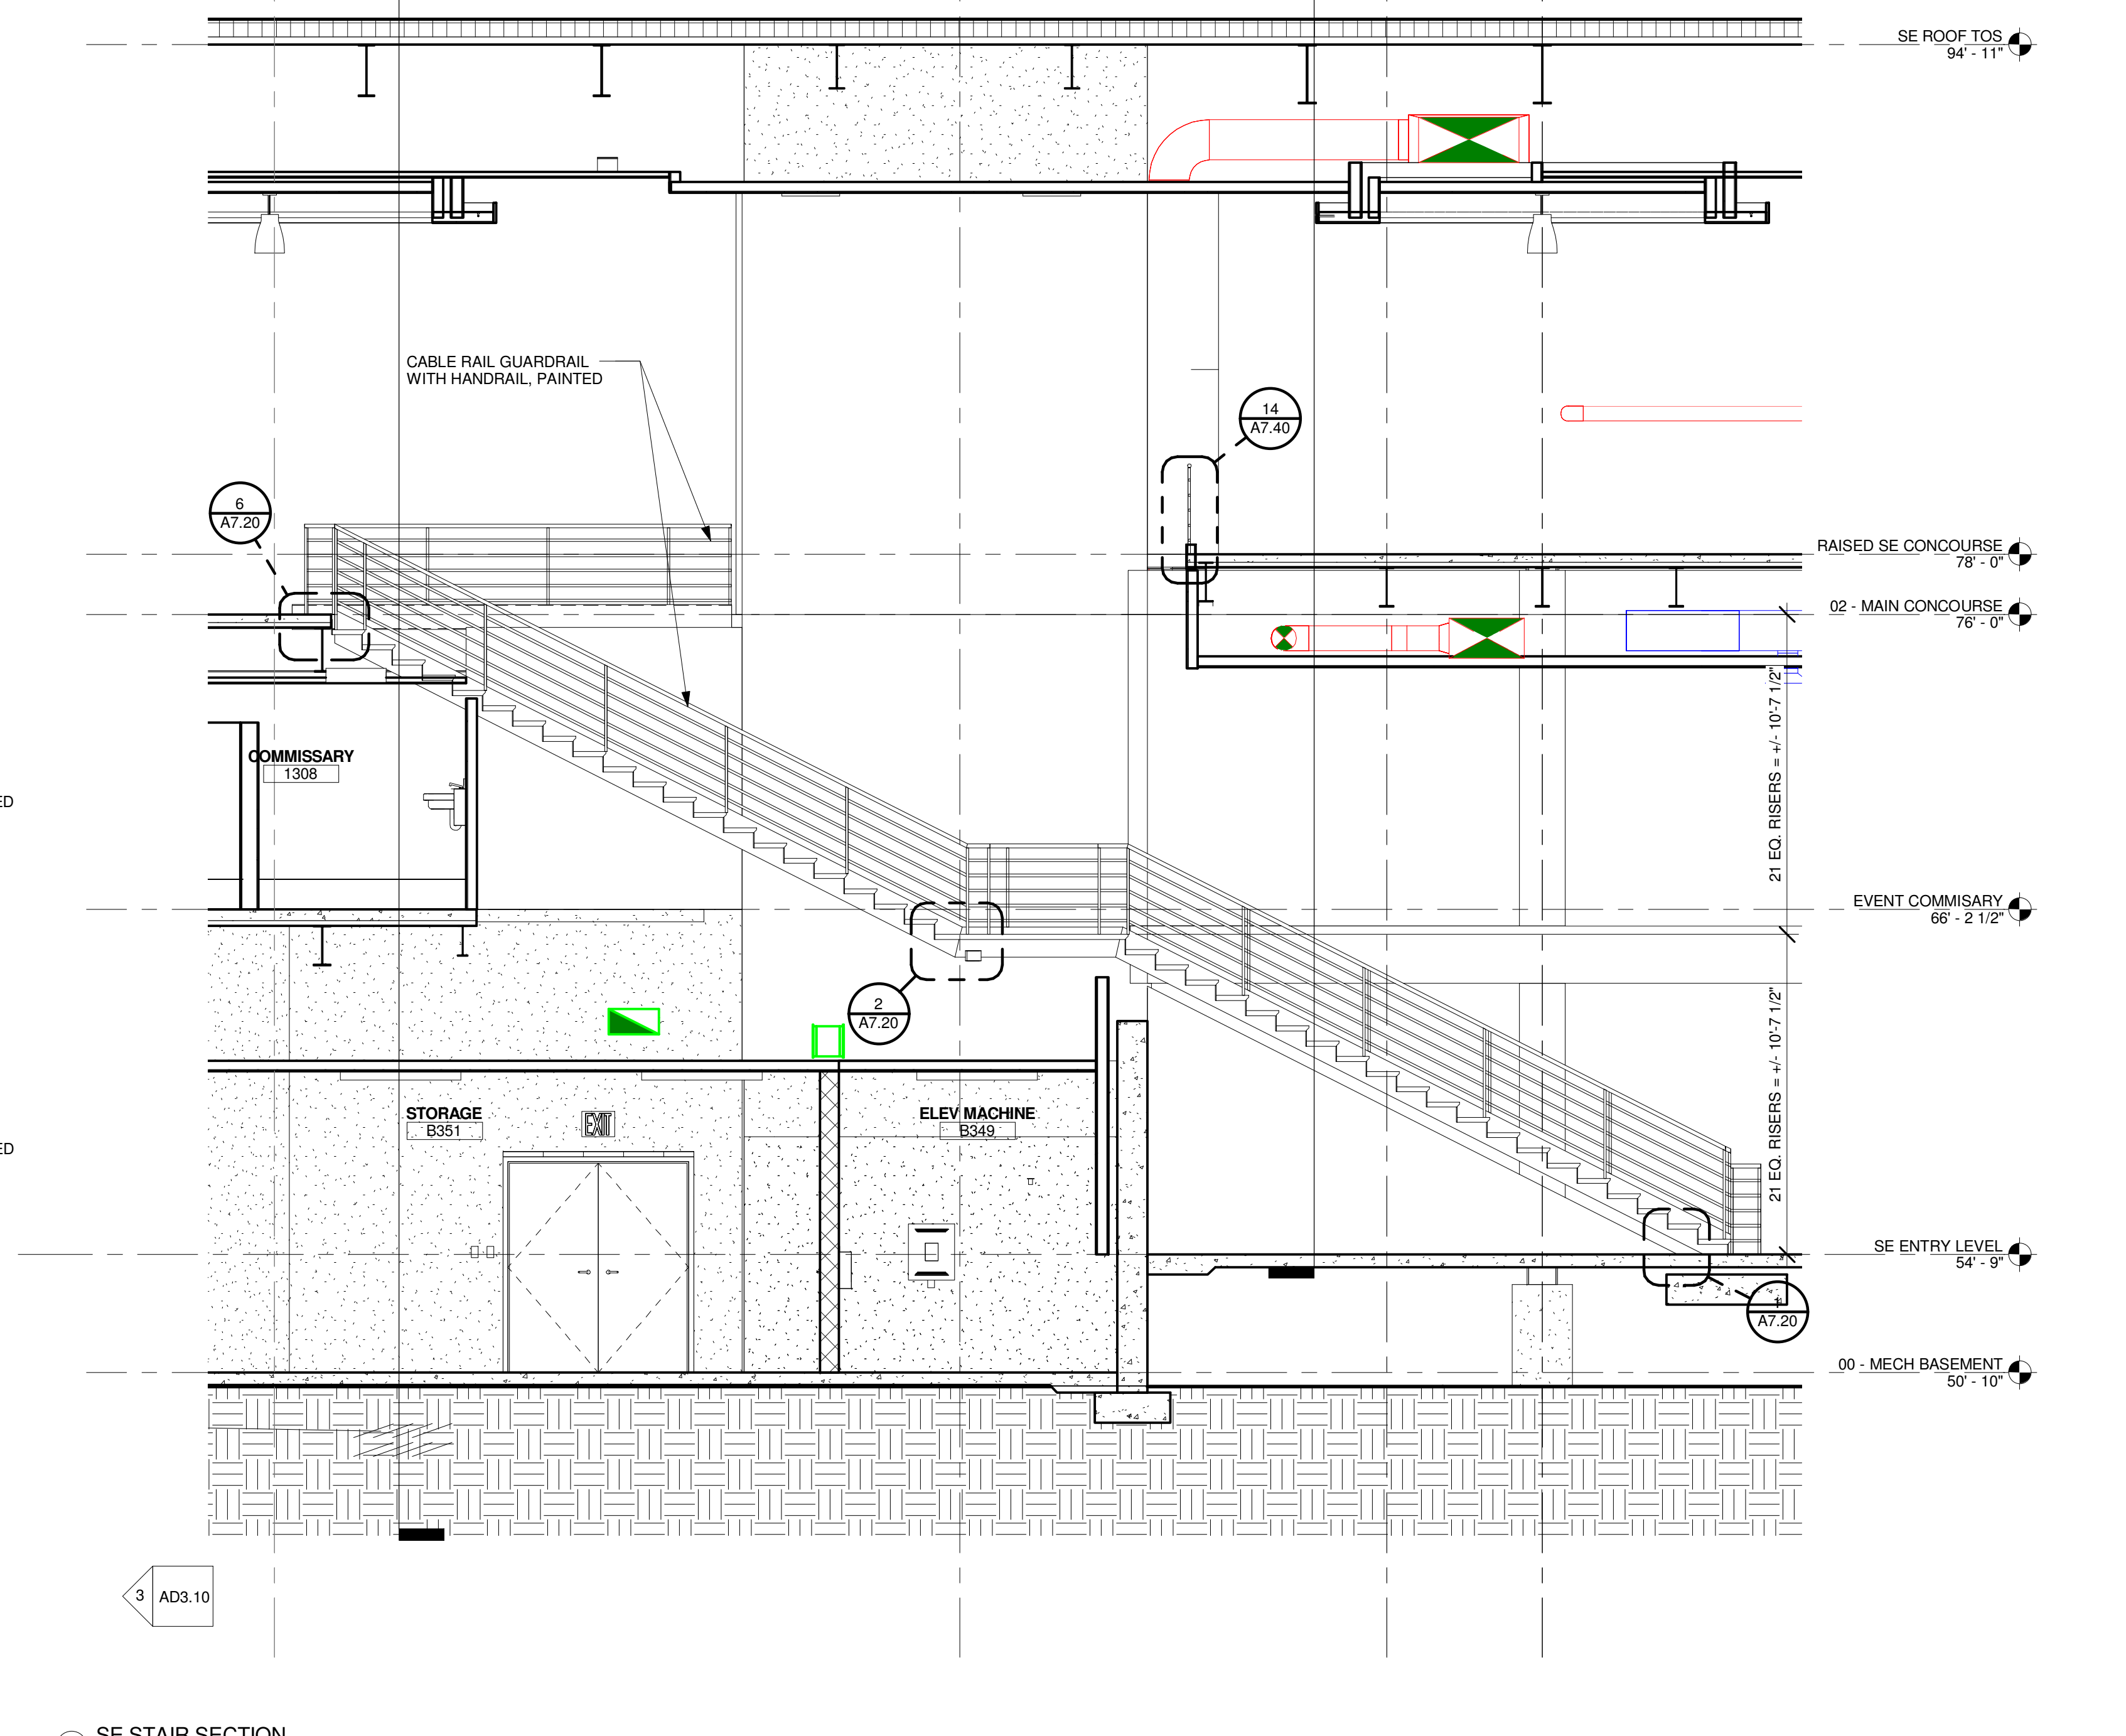 SE ROOF TOS
94' - 11"
CABLE RAIL GUARDRAIL
WITH HANDRAIL, PAINTED
14
A7.40
6
A7.20
RAISED SE CONCOURSE
78' - 0"
02 - MAIN CONCOURSE
76' - 0"
21 EQ. RISERS = +/- 10'-7 1/2"
COMMISSARY
1308
ED
EVENT COMMISARY
66' - 2 1/2"
2
A7.20
21 EQ. RISERS = +/- 10'-7 1/2"
STORAGE
B351
EXIT
ELEV MACHINE
B349
ED
SE ENTRY LEVEL
54' - 9"
1
A7.20
00 - MECH BASEMENT
50' - 10"
3
AD3.10
SE STAIR SECTION